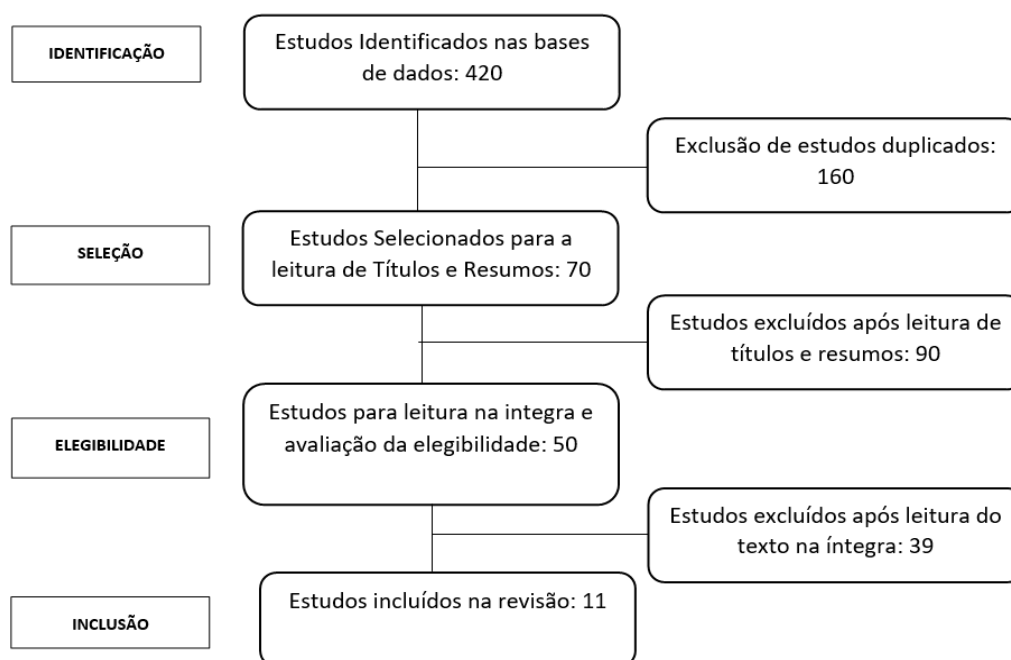 IDENTIFICAÇÃO
Estudos Identificados nas bases
de dados: 420
Exclusão de estudos duplicados:
160
SELEÇÃO
Estudos Selecionados para a
leitura de Títulos e Resumos: 70
Estudos excluídos após leitura de
títulos e resumos: 90
ELEGIBILIDADE
Estudos para leitura na integra e
avaliação da elegibilidade: 50
Estudos excluídos após leitura do
texto na íntegra: 39
INCLUSÃO
Estudos incluídos na revisão: 11